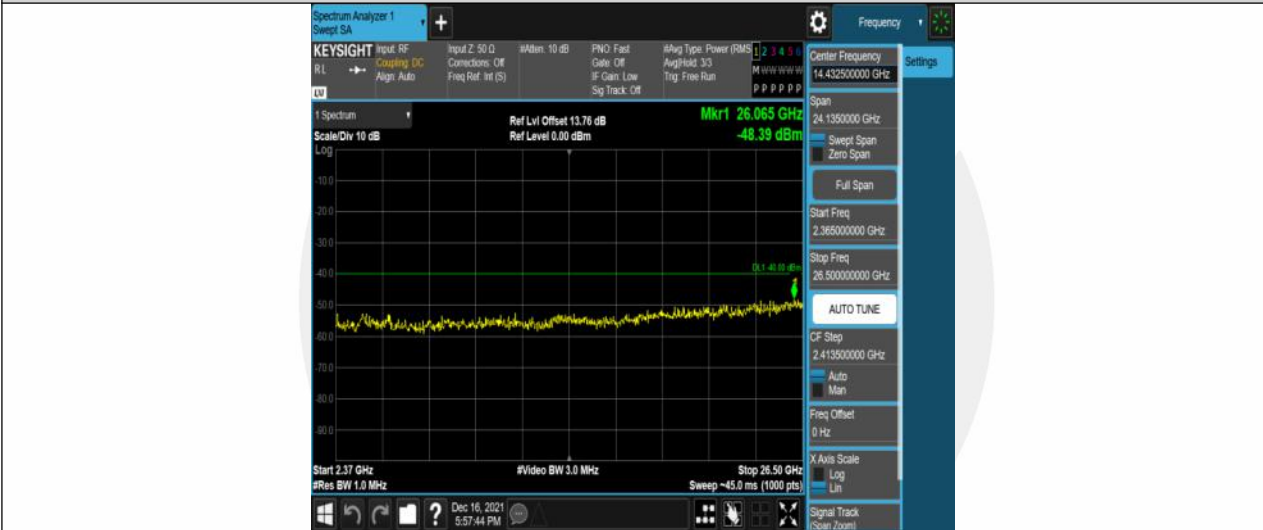 Spectrum Analyzer 1
Swept SA
+
Frequency
KEYSIGHT
RL
Input: RF
Coupling: DC
Align: Auto
Input Z: 50 Ω
Corrections: Off
Freq Ref: Int (S)
#Atten: 10 dB
PNO: Fast
Gate: Off
IF Gain: Low
Sig Track: Off
#Avg Type: Power (RMS
Avg|Hold: 3/3
Trig: Free Run
1 2 3 4 5 6
M W W W W W
P P P P P P
LV
1 Spectrum
Scale/Div 10 dB
Log
Ref Lvl Offset 13.76 dB
Ref Level 0.00 dBm
Mkr1 26.065 GHz
-48.39 dBm
-10.0
-20.0
-30.0
-40.0
-50.0
-60.0
-70.0
-80.0
-90.0
DL1 -40.00 dBm
Start 2.37 GHz
#Res BW 1.0 MHz
#Video BW 3.0 MHz
Stop 26.50 GHz
Sweep ~45.0 ms (1000 pts)
?
Dec 16, 2021
5:57:44 PM
Center Frequency
14.432500000 GHz
Settings
Span
24.1350000 GHz
Swept Span
Zero Span
Full Span
Start Freq
2.365000000 GHz
Stop Freq
26.500000000 GHz
AUTO TUNE
CF Step
2.413500000 GHz
Auto
Man
Freq Offset
0 Hz
X Axis Scale
Log
Lin
Signal Track
(Span Zoom)